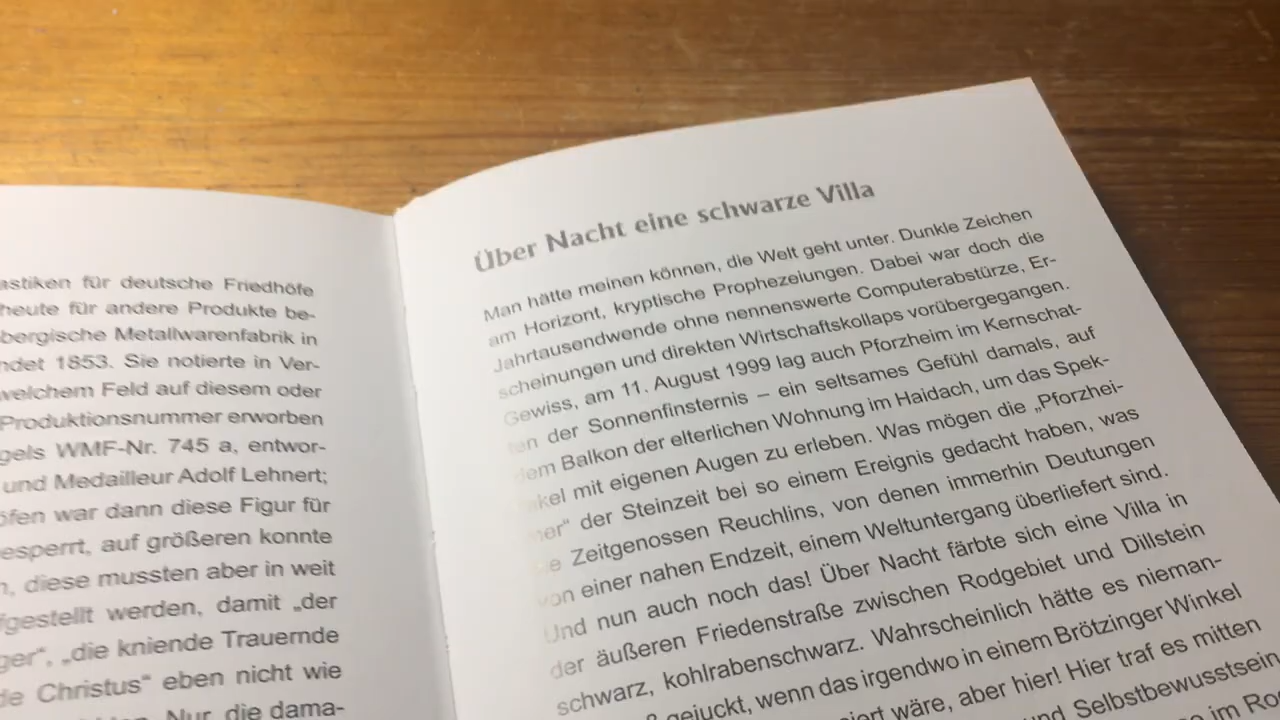 astiken für deutsche Friedhöfe
heute für andere Produkte be-
bergische Metallwarenfabrik in
ndet 1853. Sie notierte in Ver-
welchem Feld auf diesem oder
Produktionsnummer erworben
gels WMF-Nr. 745 a, entwor-
und Medailleur Adolf Lehnert;
öfen war dann diese Figur für
esperrt, auf größeren konnte
n, diese mussten aber in weit
fgestellt werden, damit „der
ger“, „die kniende Trauernde
de Christus“ eben nicht wie
Nur die dama-
Über Nacht eine schwarze Villa
Man hätte meinen können, die Welt geht unter. Dunkle Zeichen
am Horizont, kryptische Prophezeiungen. Dabei war doch die
Jahrtausendwende ohne nennenswerte Computerabstürze, Er-
scheinungen und direkten Wirtschaftskollaps vorübergegangen.
Gewiss, am 11. August 1999 lag auch Pforzheim im Kernschat-
ten der Sonnenfinsternis – ein seltsames Gefühl damals, auf
dem Balkon der elterlichen Wohnung im Haidach, um das Spek-
kel mit eigenen Augen zu erleben. Was mögen die „Pforzhei-
mer“ der Steinzeit bei so einem Ereignis gedacht haben, was
e Zeitgenossen Reuchlins, von denen immerhin Deutungen
von einer nahen Endzeit, einem Weltuntergang überliefert sind.
Und nun auch noch das! Über Nacht färbte sich eine Villa in
der äußeren Friedenstraße zwischen Rodgebiet und Dillstein
schwarz, kohlrabenschwarz. Wahrscheinlich hätte es nieman-
gejuckt, wenn das irgendwo in einem Brötzinger Winkel
iert wäre, aber hier! Hier traf es mitten
und Selbstbewusstsein
im Ro